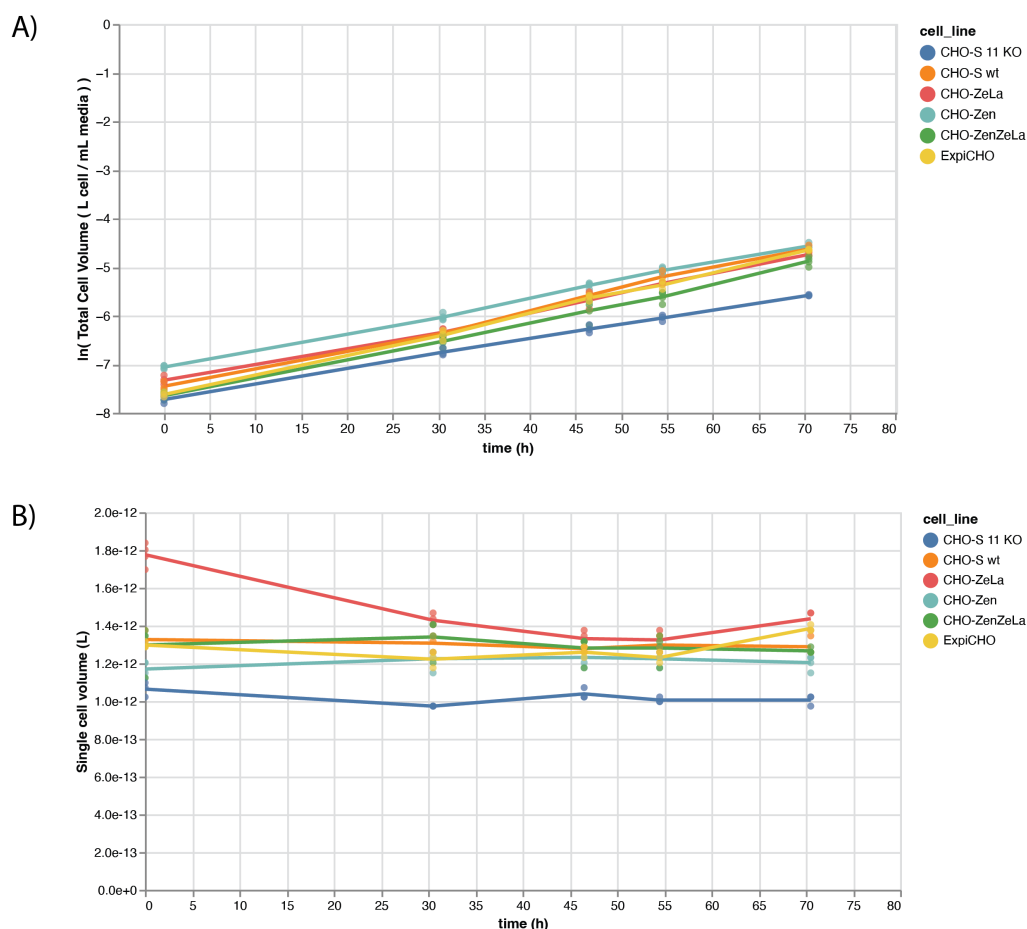 A)
ln( Total Cell Volume ( L cell / mL media ) )
0
−1
−2
−3
−4
−5
−6
−7
−8
0 5 10 15 20 25 30 35 40 45 50 55 60 65 70 75 80
time (h)
cell_line
CHO-S 11 KO
CHO-S wt
CHO-ZeLa
CHO-Zen
CHO-ZenZeLa
ExpiCHO
B)
Single cell volume (L)
2.0e-12
1.8e-12
1.6e-12
1.4e-12
1.2e-12
1.0e-12
8.0e-13
6.0e-13
4.0e-13
2.0e-13
0.0e+0
0 5 10 15 20 25 30 35 40 45 50 55 60 65 70 75 80
time (h)
cell_line
CHO-S 11 KO
CHO-S wt
CHO-ZeLa
CHO-Zen
CHO-ZenZeLa
ExpiCHO